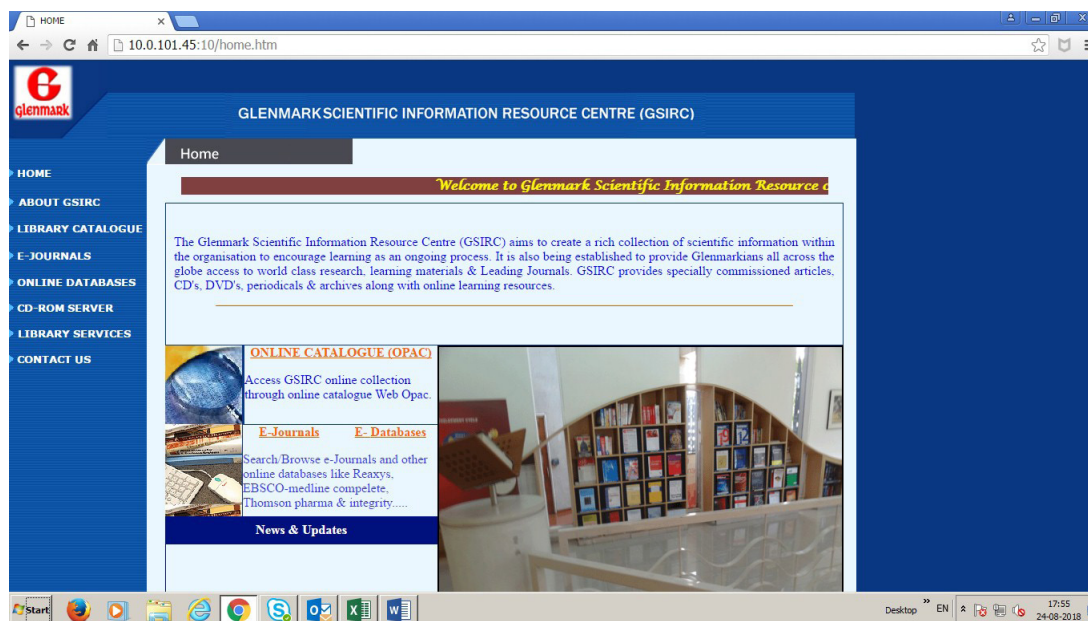 HOME
10.0.101.45:10/home.htm
Glenmark
GLENMARK SCIENTIFIC INFORMATION RESOURCE CENTRE (GSIRC)
Home
Welcome to Glenmark Scientific Information Resource c
HOME
ABOUT GSIRC
LIBRARY CATALOGUE
E-JOURNALS
ONLINE DATABASES
CD-ROM SERVER
LIBRARY SERVICES
CONTACT US
The Glenmark Scientific Information Resource Centre (GSIRC) aims to create a rich collection of scientific information within
the organisation to encourage learning as an ongoing process. It is also being established to provide Glenmarkians all across the
globe access to world class research, learning materials & Leading Journals. GSIRC provides specially commissioned articles,
CD's, DVD's, periodicals & archives along with online learning resources.
ONLINE CATALOGUE (OPAC)
Access GSIRC online collection
through online catalogue Web Opac.
E-Journals E- Databases
Search/Browse e-Journals and other
online databases like Reaxys,
EBSCO-medline compelete,
Thomson pharma & integrity.....
News & Updates
Start
Desktop » EN 17:55
24-08-2018